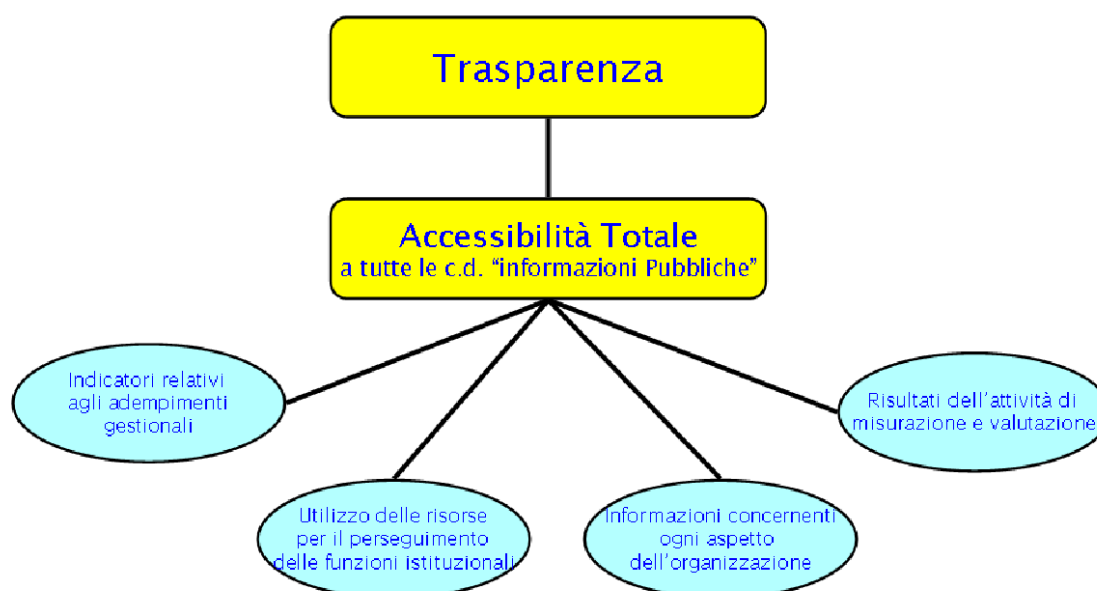 Trasparenza
Accessibilità Totale
a tutte le c.d. “informazioni Pubbliche”
Indicatori relativi
agli adempimenti
gestionali
Utilizzo delle risorse
per il perseguimento
delle funzioni istituzionali
Informazioni concernenti
ogni aspetto
dell'organizzazione
Risultati dell'attività di
misurazione e valutazione